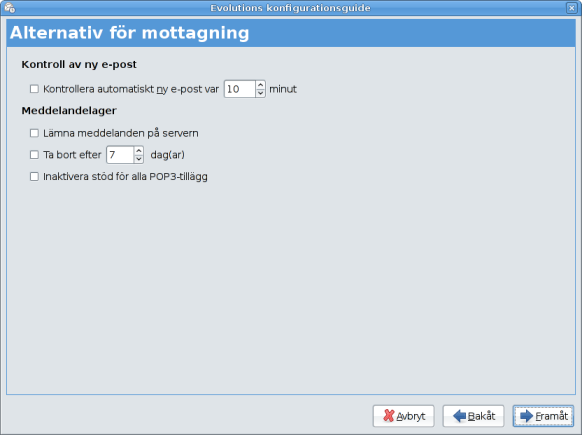 Evolutions konfigurationsguide
Alternativ för mottagning
Kontroll av ny e-post
Kontrollera automatiskt ny e-post var 10 minut
Meddelandelager
Lämna meddelanden på servern
Ta bort efter 7 dag(ar)
Inaktivera stöd för alla POP3-tillägg
Avbryt Bakåt Framåt